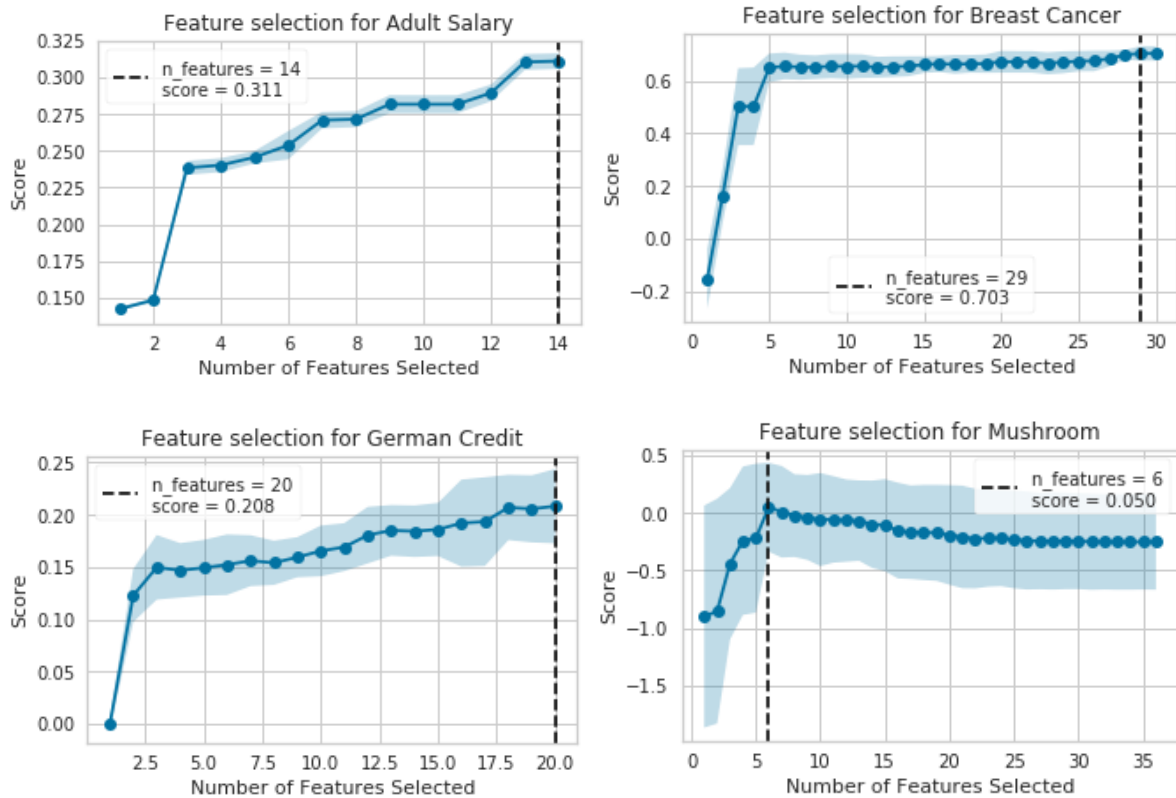 Feature selection for Adult Salary
0.325
0.300
0.275
0.250
0.225
0.200
0.175
0.150
Score
n_features = 14
score = 0.311
2 4 6 8 10 12 14
Number of Features Selected
Feature selection for Breast Cancer
0.6
0.4
0.2
0.0
−0.2
Score
n_features = 29
score = 0.703
0 5 10 15 20 25 30
Number of Features Selected
Feature selection for German Credit
0.25
0.20
0.15
0.10
0.05
0.00
Score
n_features = 20
score = 0.208
2.5 5.0 7.5 10.0 12.5 15.0 17.5 20.0
Number of Features Selected
Feature selection for Mushroom
0.5
0.0
−0.5
−1.0
−1.5
Score
n_features = 6
score = 0.050
0 5 10 15 20 25 30 35
Number of Features Selected